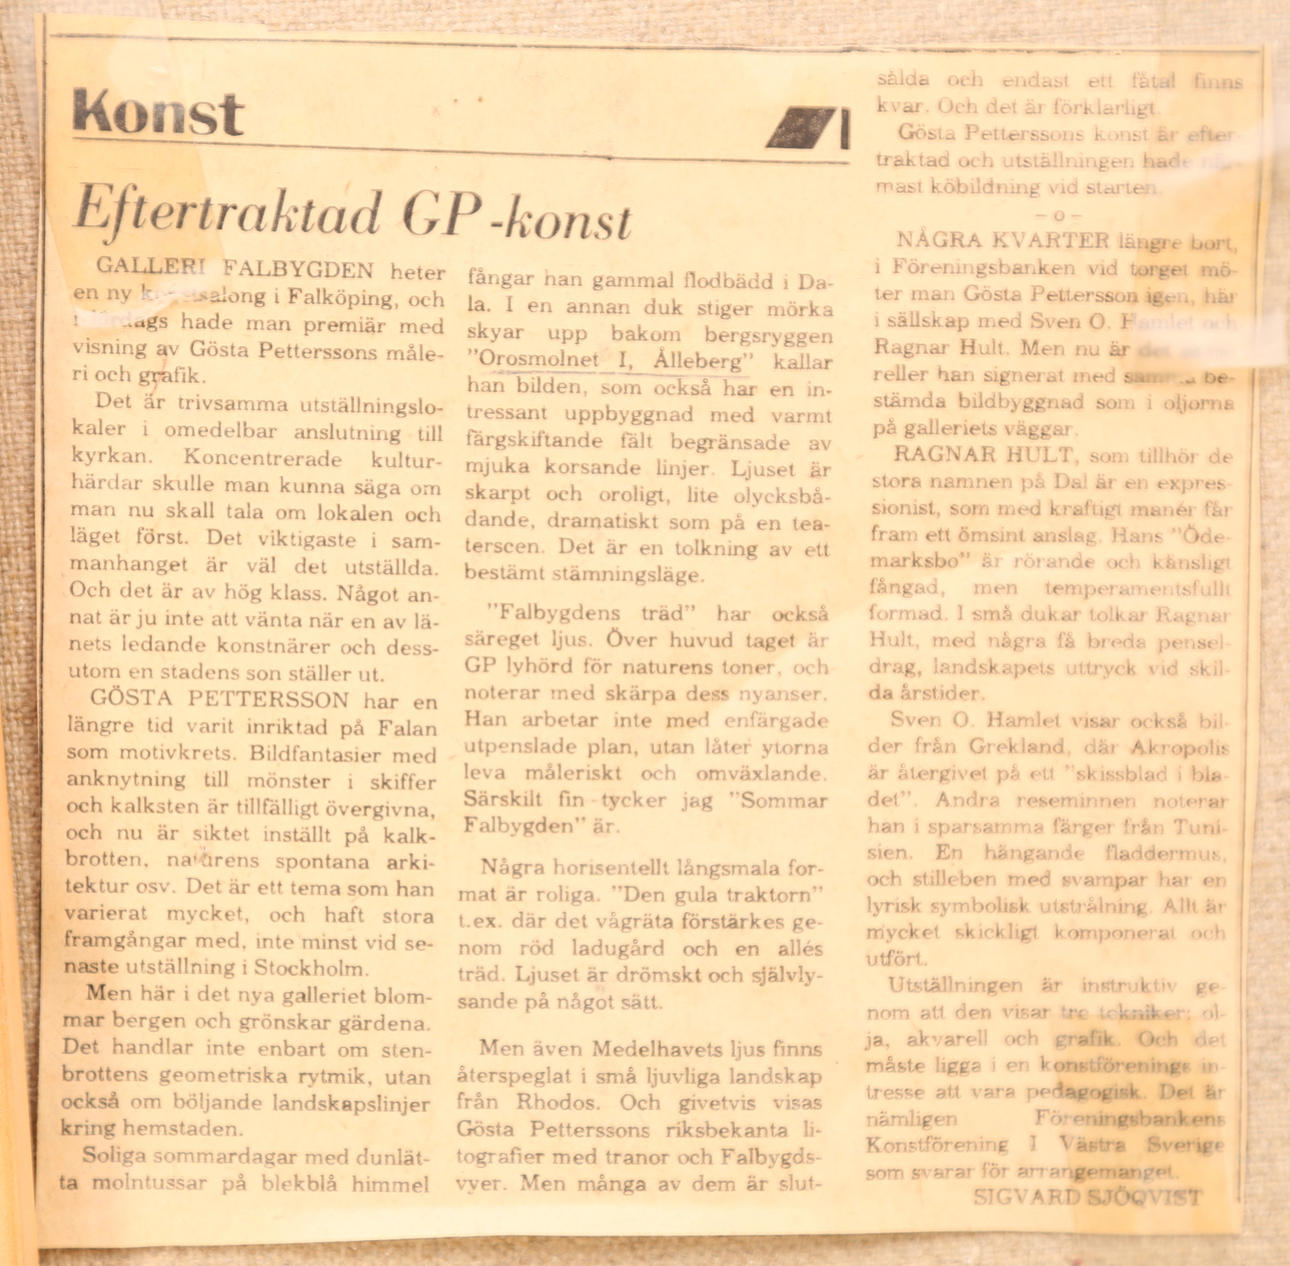 Konst
Eftertraktad GP-konst
GALLERI FALBYGDEN heter
en ny i Falköping, och
hade man premiär med
visning av Gösta Petterssons måle-
ri och grafik.
Det är trivsamma utställningslo-
kaler i omedelbar anslutning till
kyrkan. Koncentrerade kultur-
härdar skulle man kunna säga om
man nu skall tala om lokalen och
läget först. Det viktigaste i sam-
manhanget är väl det utställda.
Och det är av hög klass. Något an-
nat är ju inte att vänta när en av lä-
nets ledande konstnärer och dess-
utom en stadens son ställer ut.
GÖSTA PETTERSSON har en
längre tid varit inriktad på Falan
som motivkrets. Bildfantasier med
anknytning till mönster i skiffer
och kalksten är tillfälligt övergivna,
och nu är siktet inställt på kalk-
brotten, naturens spontana arki-
tektur osv. Det är ett tema som han
varierat mycket, och haft stora
framgångar med, inte minst vid se-
naste utställning i Stockholm.
Men här i det nya galleriet blom-
mar bergen och grönskar gärdena.
Det handlar inte enbart om sten-
brottens geometriska rytmik, utan
också om böljande landskapslinjer
kring hemstaden.
Soliga sommardagar med dunlät-
ta molntussar på blekblå himmel
fångar han gammal flodbädd i Da-
la. I en annan duk stiger mörka
skyar upp bakom bergsryggen
"Orosmolnet I, Ålleberg" kallar
han bilden, som också har en in-
tressant uppbyggnad med varmt
färgskiftande fält begränsade av
mjuka korsande linjer. Ljuset är
skarpt och oroligt, lite olycksbå-
dande, dramatiskt som på en tea-
terscen. Det är en tolkning av ett
bestämt stämningsläge.
"Falbygdens träd" har också
säreget ljus. Över huvud taget är
GP lyhörd för naturens toner, och
noterar med skärpa dess nyanser.
Han arbetar inte med enfärgade
utpenslade plan, utan låter ytorna
leva måleriskt och omväxlande.
Särskilt fin tycker jag "Sommar
Falbygden" är.
Några horisentellt långsmala for-
mat är roliga. "Den gula traktorn"
t.ex. där det vågräta förstärkes ge-
nom röd ladugård och en allés
träd. Ljuset är drömskt och självly-
sande på något sätt.
Men även Medelhavets ljus finns
återspeglat i små ljuvliga landskap
från Rhodos. Och givetvis visas
Gösta Petterssons riksbekanta li-
tografier med tranor och Falbygds-
vyer. Men många av dem är slut-
sålda och endast ett fåtal finns
kvar. Och det är förklarligt.
Gösta Petterssons konst är efter-
traktad och utställningen hade när-
mast köbildning vid starten.
– o –
NÅGRA KVARTER längre bort,
i Föreningsbanken vid torget mö-
ter man Gösta Pettersson igen, här
i sällskap med Sven O. Hamlet och
Ragnar Hult. Men nu är
reller han signerat med samma be-
stämda bildbyggnad som i oljorna
på galleriets väggar.
RAGNAR HULT, som tillhör de
stora namnen på Dal är en expres-
sionist, som med kraftigt manér får
fram ett ömsint anslag. Hans "Öde-
marksbo" är rörande och känsligt
fångad, men temperamentsfullt
formad. I små dukar tolkar Ragnar
Hult, med några få breda pensel-
drag, landskapets uttryck vid skil-
da årstider.
Sven O. Hamlet visar också bil-
der från Grekland, där Akropolis
är återgivet på ett "skissblad i bla-
det". Andra reseminnen noterar
han i sparsamma färger från Tuni-
sien. En hängande fladdermus,
och stilleben med svampar har en
lyrisk symbolisk utstrålning. Allt är
mycket skickligt komponerat och
utfört.
Utställningen är instruktiv ge-
nom att den visar tre tekniker: ol-
ja, akvarell och grafik. Och det
måste ligga i en konstförenings in-
tresse att vara pedagogisk. Det är
nämligen Föreningsbankens
Konstförening I Västra Sverige
som svarar för arrangemanget.
SIGVARD SJÖQVIST